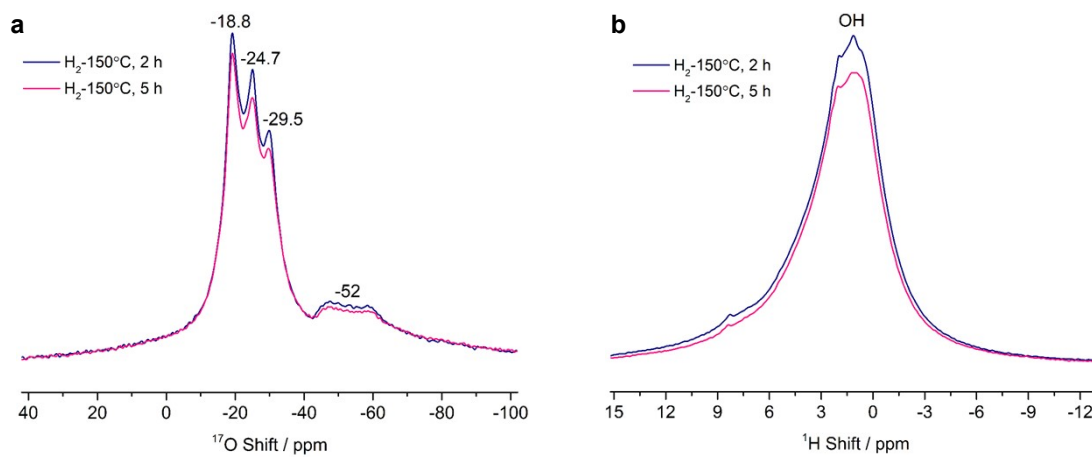 a
H₂-150°C, 2 h
H₂-150°C, 5 h
-18.8
-24.7
-29.5
-52
40 20 0 -20 -40 -60 -80 -100
¹⁷O Shift / ppm
b
H₂-150°C, 2 h
H₂-150°C, 5 h
OH
15 12 9 6 3 0 -3 -6 -9 -12
¹H Shift / ppm